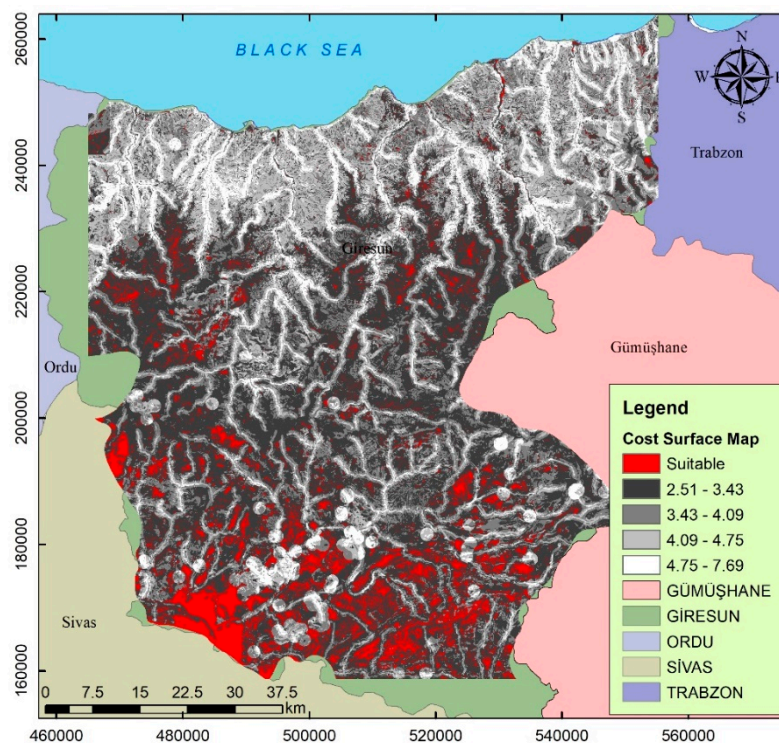 260000
240000
220000
200000
180000
160000
BLACK SEA
N
W E
S
Trabzon
Giresun
Gümüşhane
Ordu
Sivas
Legend
Cost Surface Map
Suitable
2.51 - 3.43
3.43 - 4.09
4.09 - 4.75
4.75 - 7.69
GÜMÜŞHANE
GİRESUN
ORDU
SİVAS
TRABZON
0 7.5 15 22.5 30 37.5
km
460000 480000 500000 520000 540000 560000